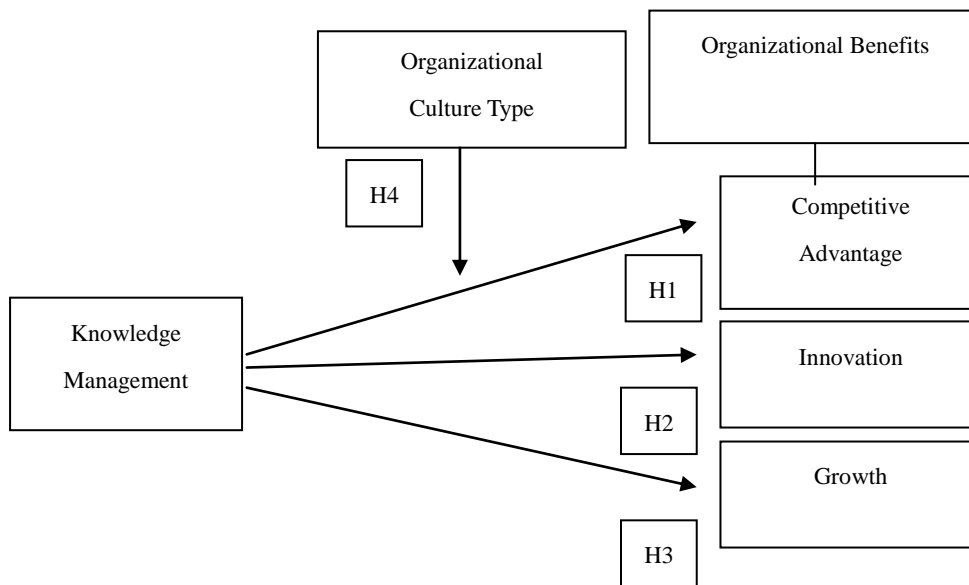 Organizational
Culture Type
Organizational Benefits
H4
Competitive
Advantage
H1
Knowledge
Management
Innovation
H2
Growth
H3